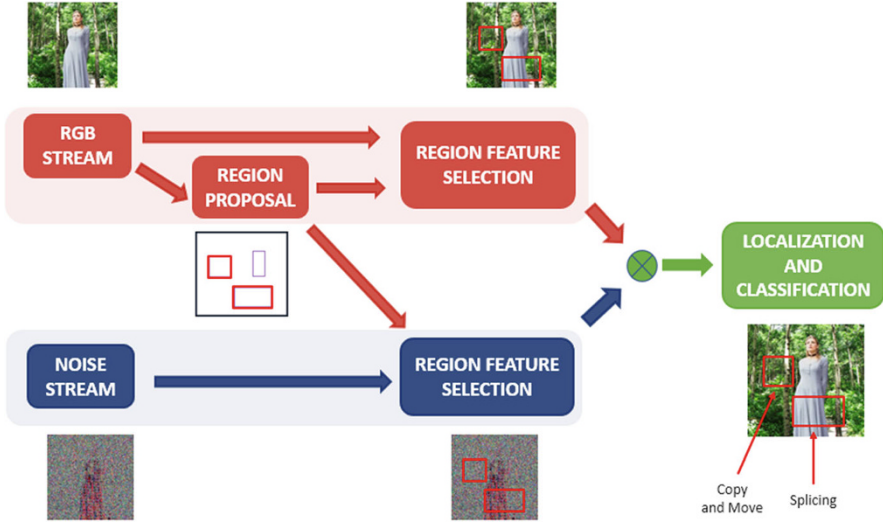 RGB
STREAM
REGION
PROPOSAL
REGION FEATURE
SELECTION
NOISE
STREAM
REGION FEATURE
SELECTION
LOCALIZATION
AND
CLASSIFICATION
Copy
and Move
Splicing